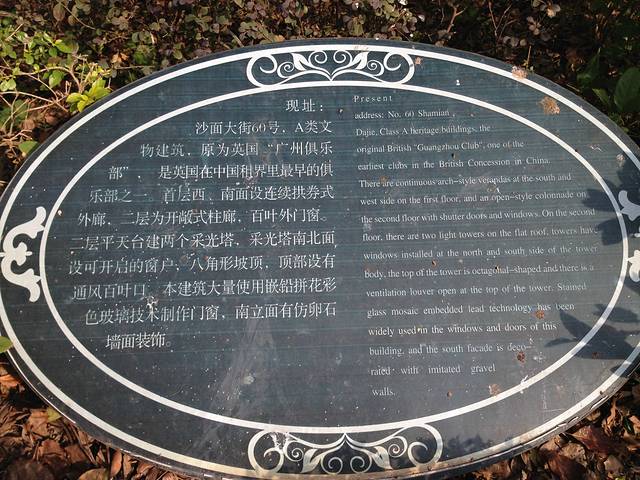 现址：
沙面大街60号，A类文
物建筑，原为英国“广州俱乐
部”，是英国在中国租界里最早的俱
乐部之一。首层西、南面设连续拱券式
外廊，二层为开敞式柱廊，百叶外门窗。
二层平天台建两个采光塔，采光塔南北面
设可开启的窗户，八角形坡顶，顶部设有
通风百叶口。本建筑大量使用嵌铅拼花彩
色玻璃技术制作门窗，南立面有仿卵石
墙面装饰。
Present
address: No. 60 Shamian
Dajie, Class A heritage buildings, the
original British "Guangzhou Club", one of the
earliest clubs in the British Concession in China.
There are continuous arch-style verandas at the south and
west side on the first floor, and an open-style colonnade on
the second floor with shutter doors and windows. On the second
floor, there are two light towers on the flat roof, towers have
windows installed at the north and south side of the tower
body, the top of the tower is octagonal-shaped and there is a
ventilation louver open at the top of the tower. Stained
glass mosaic embedded lead technology has been
widely used in the windows and doors of this
building, and the south facade is deco-
rated with imitated gravel
walls.